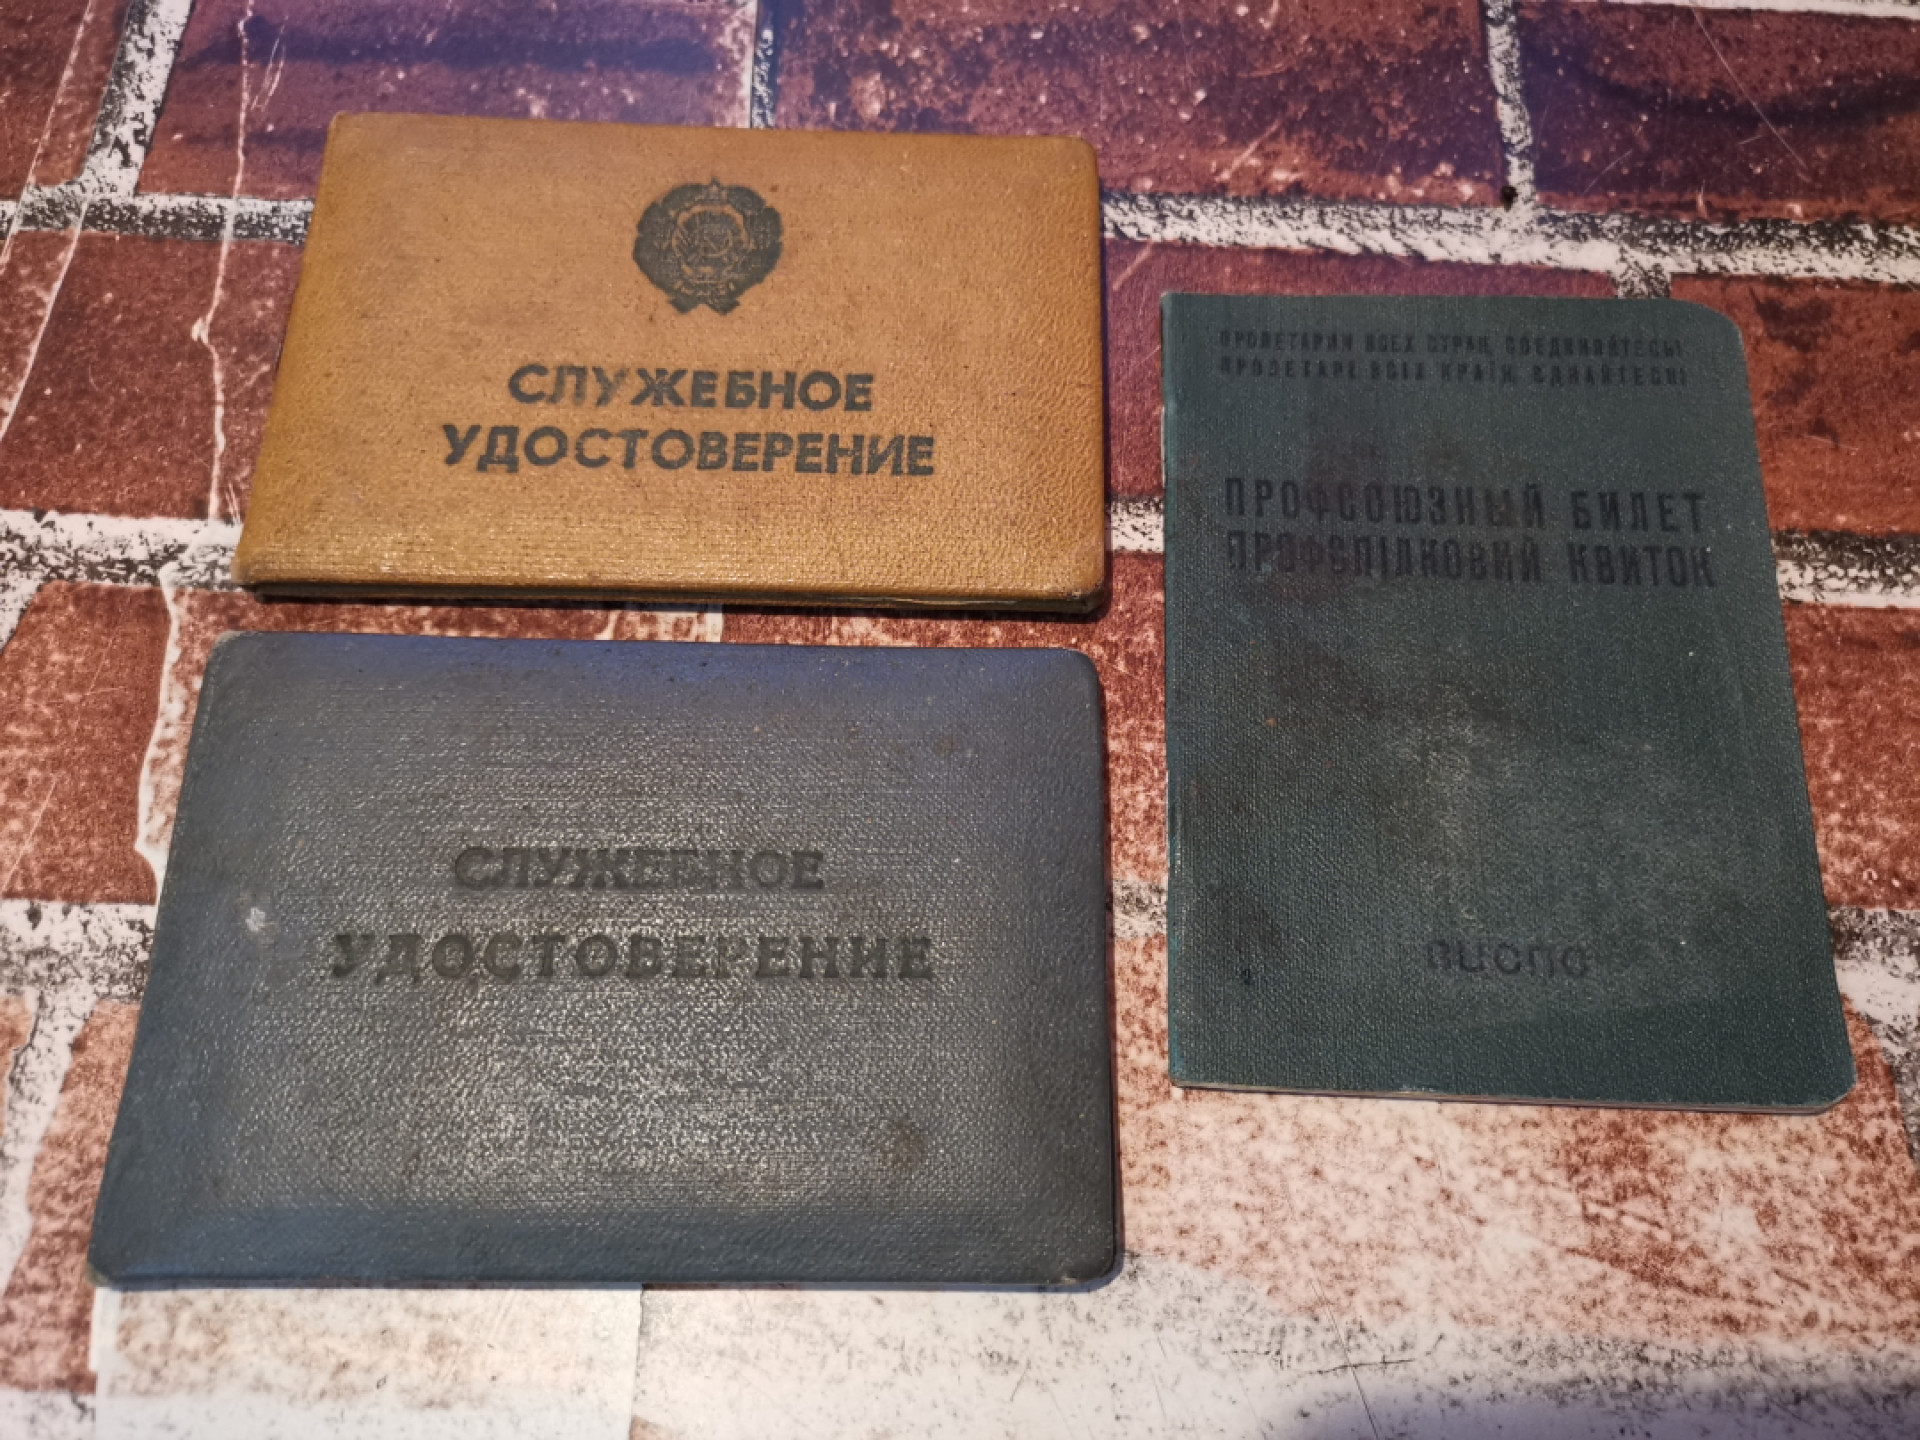 СЛУЖЕБНОЕ
УДОСТОВЕРЕНИЕ
СЛУЖЕБНОЕ
УДОСТОВЕРЕНИЕ
ПРОЛЕТАРИИ ВСЕХ СТРАН, СОЕДИНЯЙТЕСЬ!
ПРОЛЕТАРІ ВСІХ КРАЇН, ЄДНАЙТЕСЯ!
ПРОФСОЮЗНЫЙ БИЛЕТ
ПРОФСПІЛКОВИЙ КВИТОК
ВЦСПС